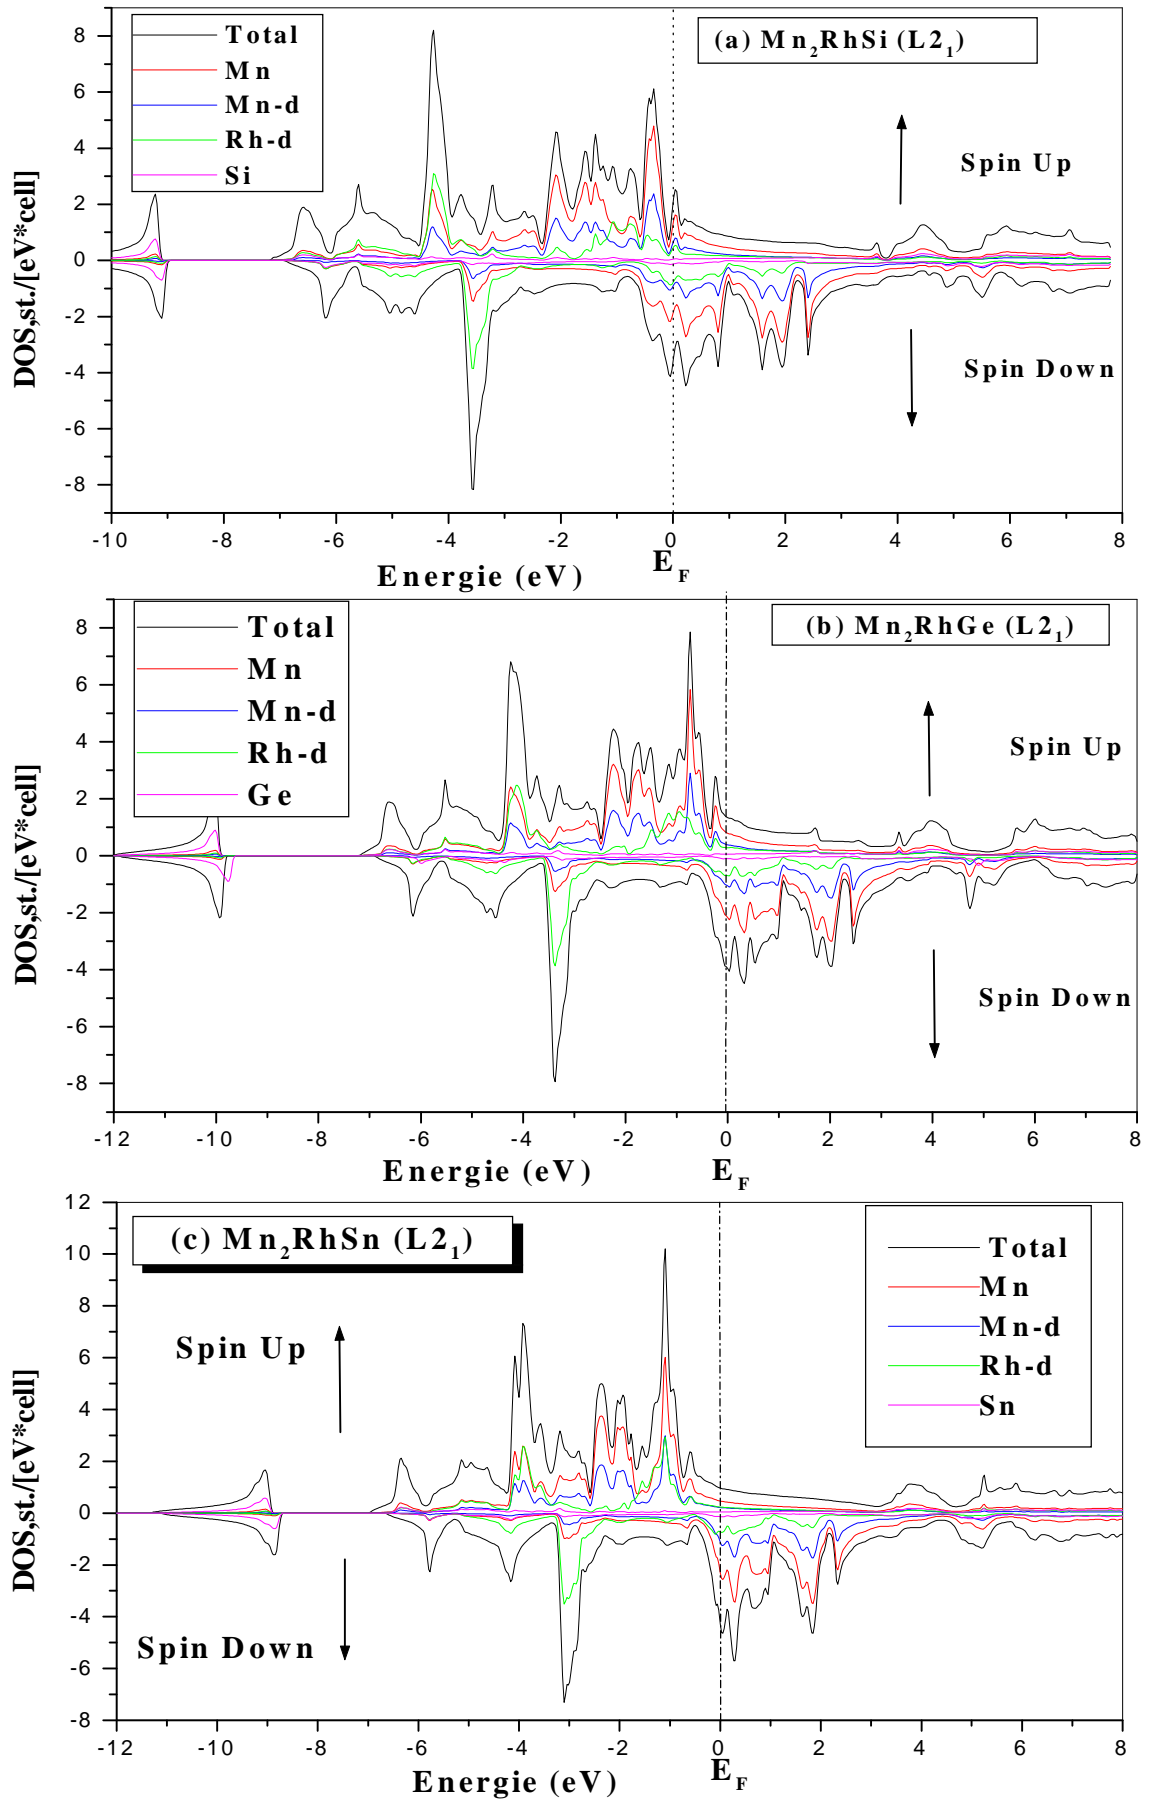 (a) Mn₂RhSi (L2₁)
Total
Mn
Mn-d
Rh-d
Si
Spin Up
Spin Down
DOS,st./[eV*cell]
8
6
4
2
0
-2
-4
-6
-8
-10 -8 -6 -4 -2 0 2 4 6 8
Energie (eV) E_F
(b) Mn₂RhGe (L2₁)
Total
Mn
Mn-d
Rh-d
Ge
Spin Up
Spin Down
DOS,st./[eV*cell]
8
6
4
2
0
-2
-4
-6
-8
-12 -10 -8 -6 -4 -2 0 2 4 6 8
Energie (eV) E_F
(c) Mn₂RhSn (L2₁)
Total
Mn
Mn-d
Rh-d
Sn
Spin Up
Spin Down
DOS,st./[eV*cell]
12
10
8
6
4
2
0
-2
-4
-6
-8
-12 -10 -8 -6 -4 -2 0 2 4 6 8
Energie (eV) E_F